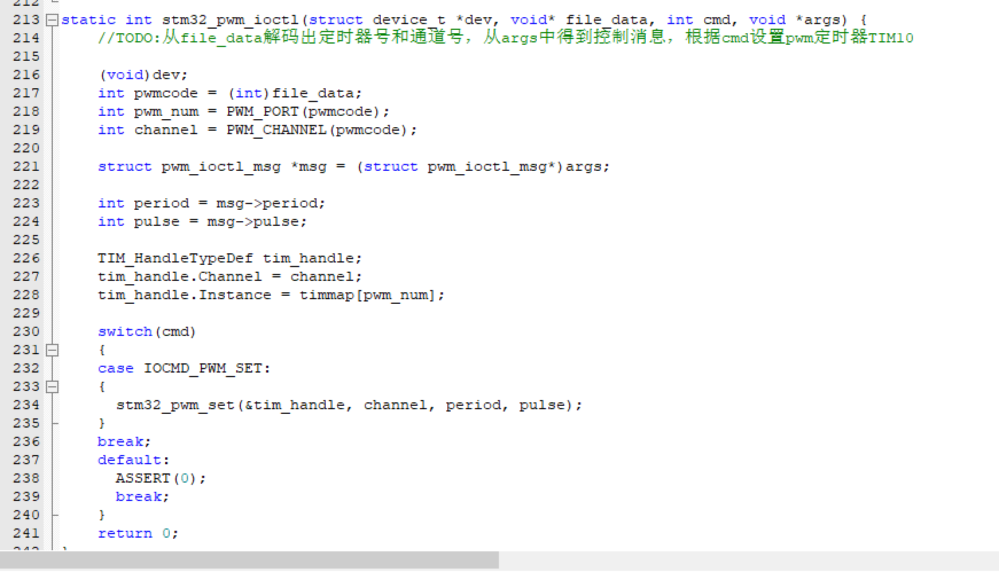 212
213 static int stm32_pwm_ioctl(struct device_t *dev, void* file_data, int cmd, void *args) {
214     //TODO:从file_data解码出定时器号和通道号，从args中得到控制消息，根据cmd设置pwm定时器TIM10
215
216     (void)dev;
217     int pwmcode = (int)file_data;
218     int pwm_num = PWM_PORT(pwmcode);
219     int channel = PWM_CHANNEL(pwmcode);
220
221     struct pwm_ioctl_msg *msg = (struct pwm_ioctl_msg*)args;
222
223     int period = msg->period;
224     int pulse = msg->pulse;
225
226     TIM_HandleTypeDef tim_handle;
227     tim_handle.Channel = channel;
228     tim_handle.Instance = timmap[pwm_num];
229
230     switch(cmd)
231     {
232     case IOCMD_PWM_SET:
233     {
234       stm32_pwm_set(&tim_handle, channel, period, pulse);
235     }
236     break;
237     default:
238       ASSERT(0);
239       break;
240     }
241     return 0;